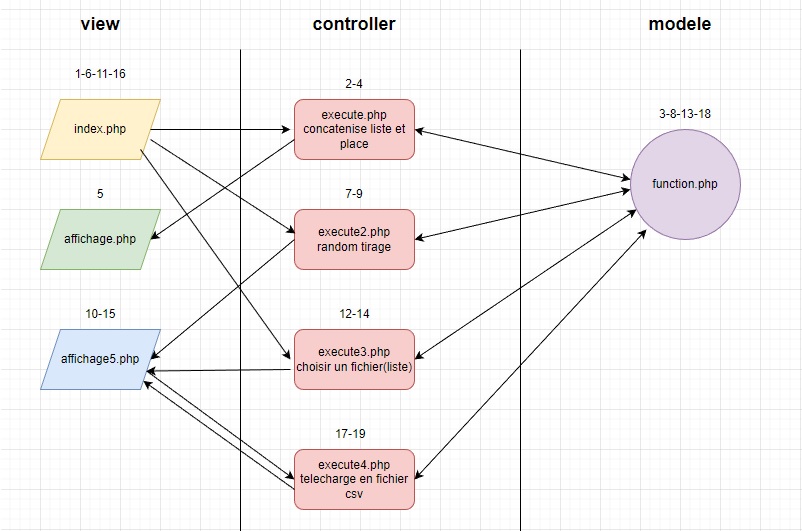 view
controller
modele
1-6-11-16
index.php
2-4
execute.php
concatenise liste et
place
3-8-13-18
function.php
5
affichage.php
7-9
execute2.php
random tirage
10-15
affichage5.php
12-14
execute3.php
choisir un fichier(liste)
17-19
execute4.php
telecharge en fichier
csv